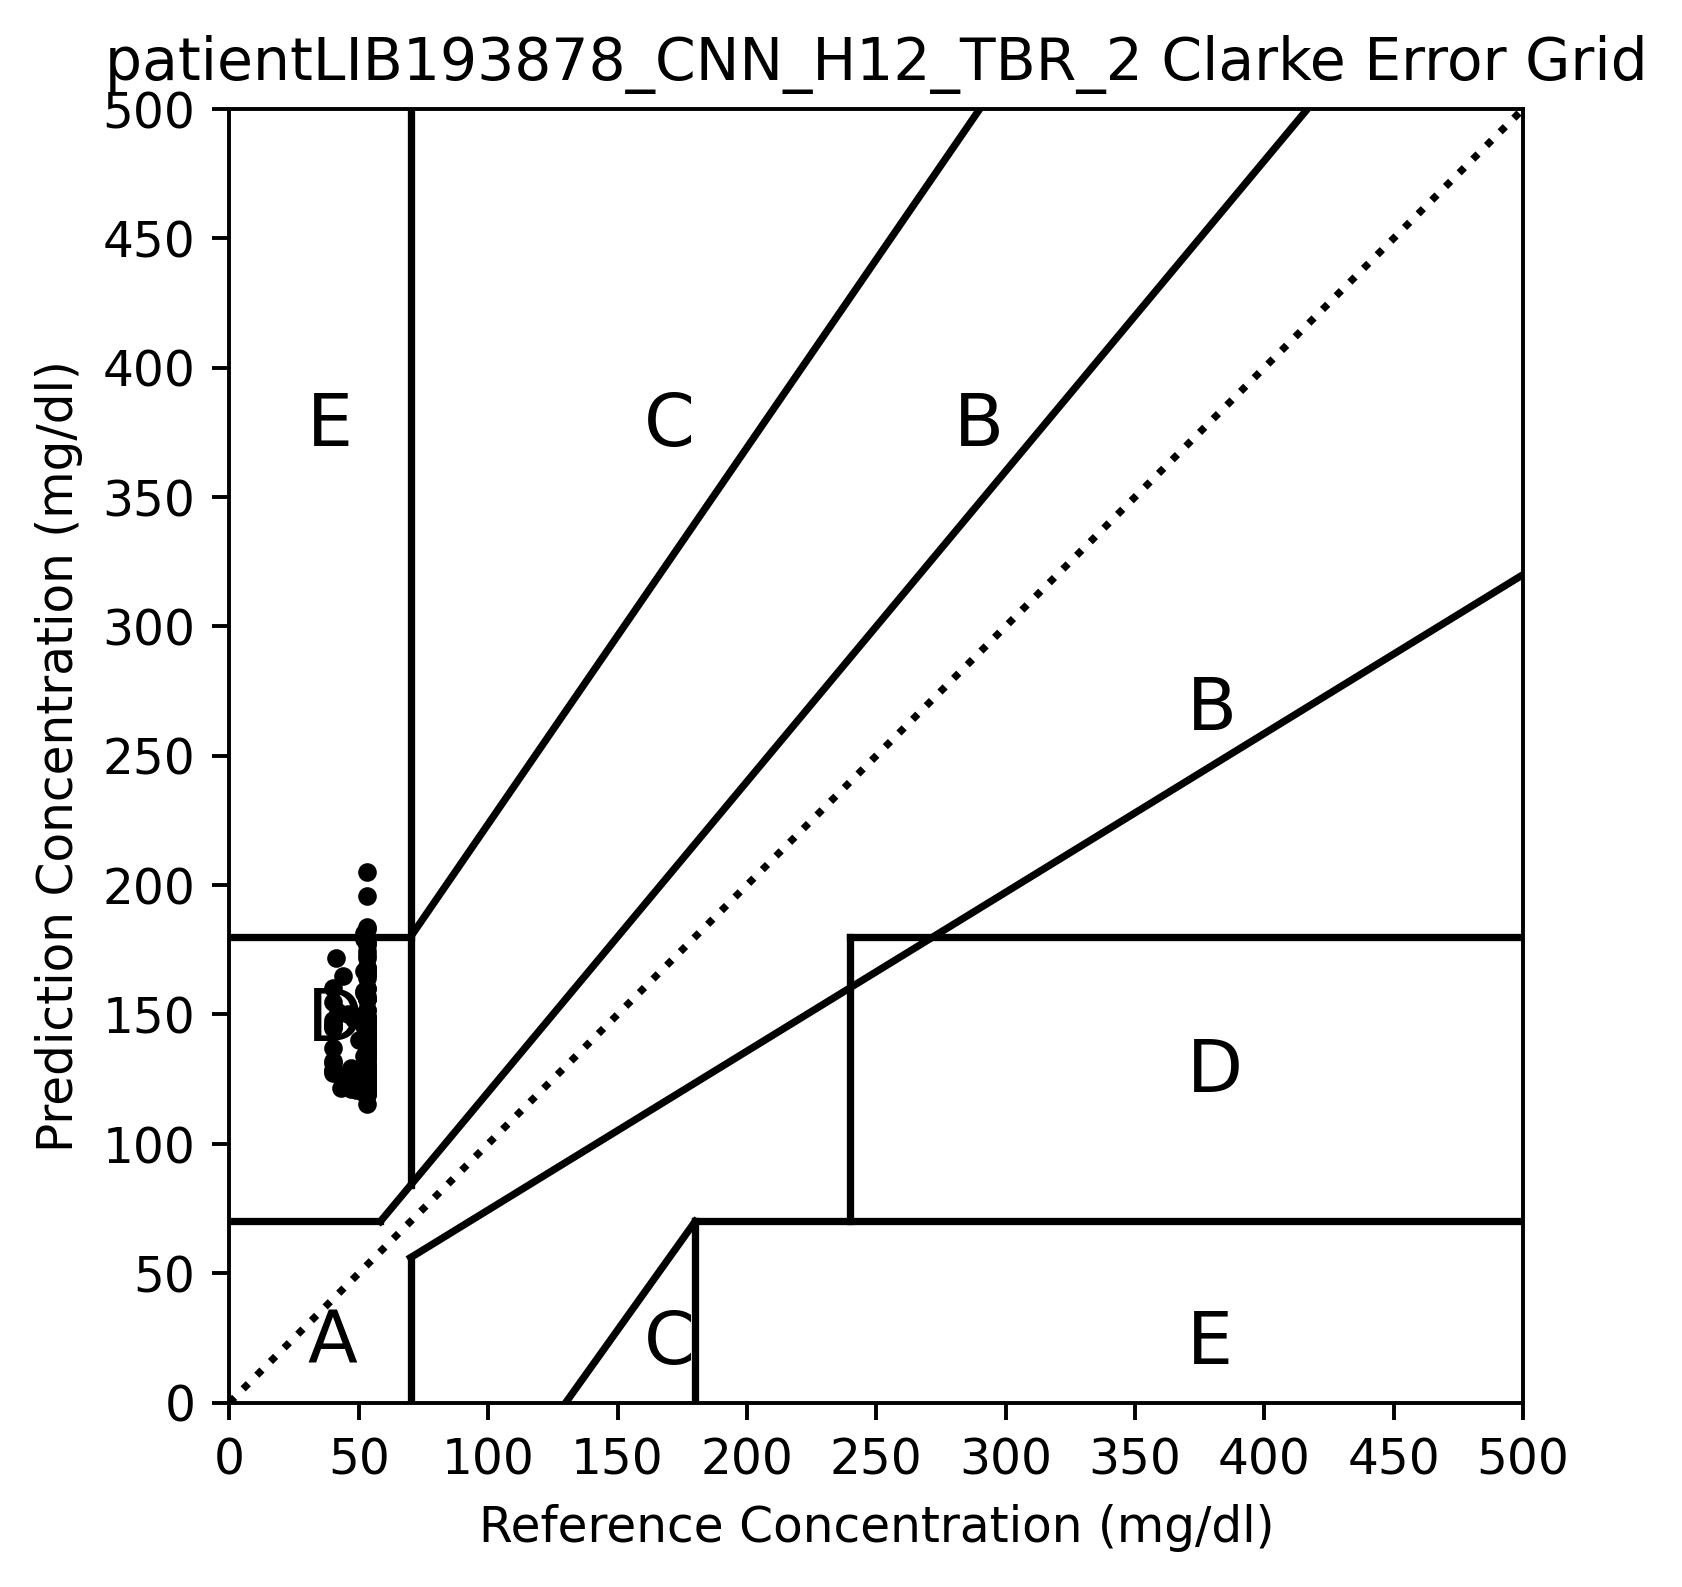 patientLIB193878_CNN_H12_TBR_2 Clarke Error Grid
500
450
400
350
300
250
200
150
100
50
0
Prediction Concentration (mg/dl)
E
C
B
B
D
D
A
C
E
0 50 100 150 200 250 300 350 400 450 500
Reference Concentration (mg/dl)